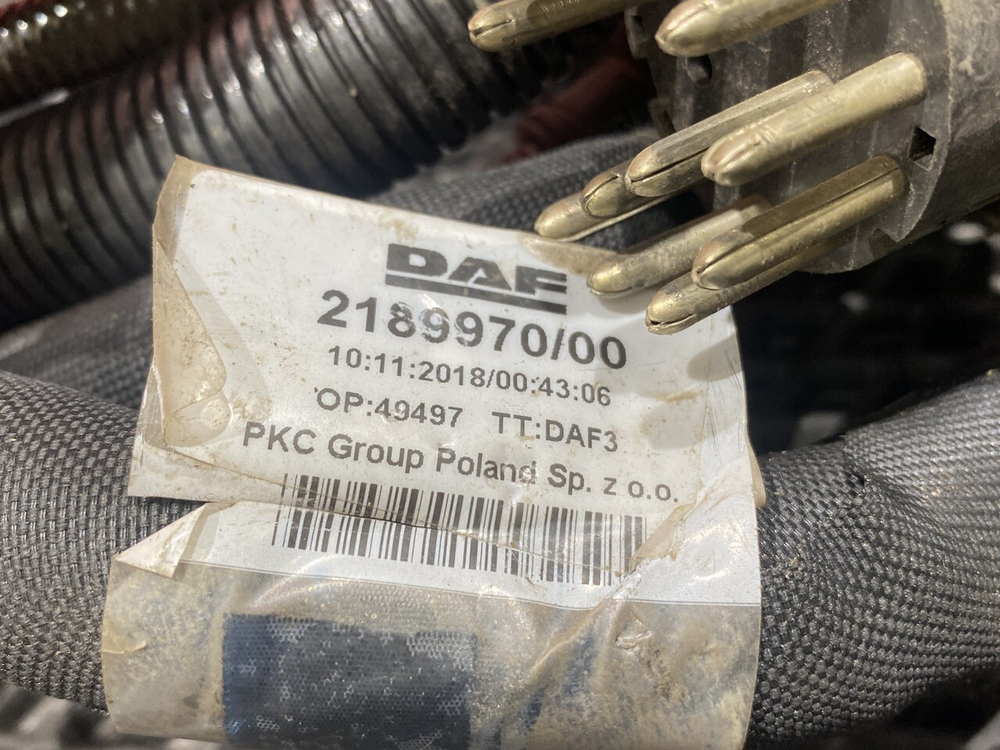 DAF
2189970/00
10:11:2018/00:43:06
OP:49497 TT:DAF3
PKC Group Poland Sp. z o.o.